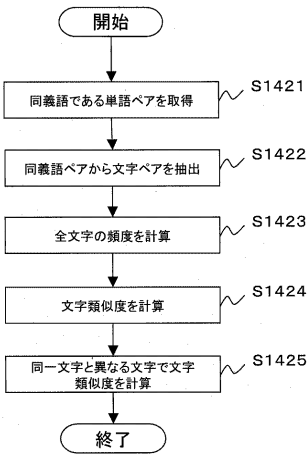 開始
同義語である単語ペアを取得
S1421
同義語ペアから文字ペアを抽出
S1422
全文字の頻度を計算
S1423
文字類似度を計算
S1424
同一文字と異なる文字で文字
類似度を計算
S1425
終了